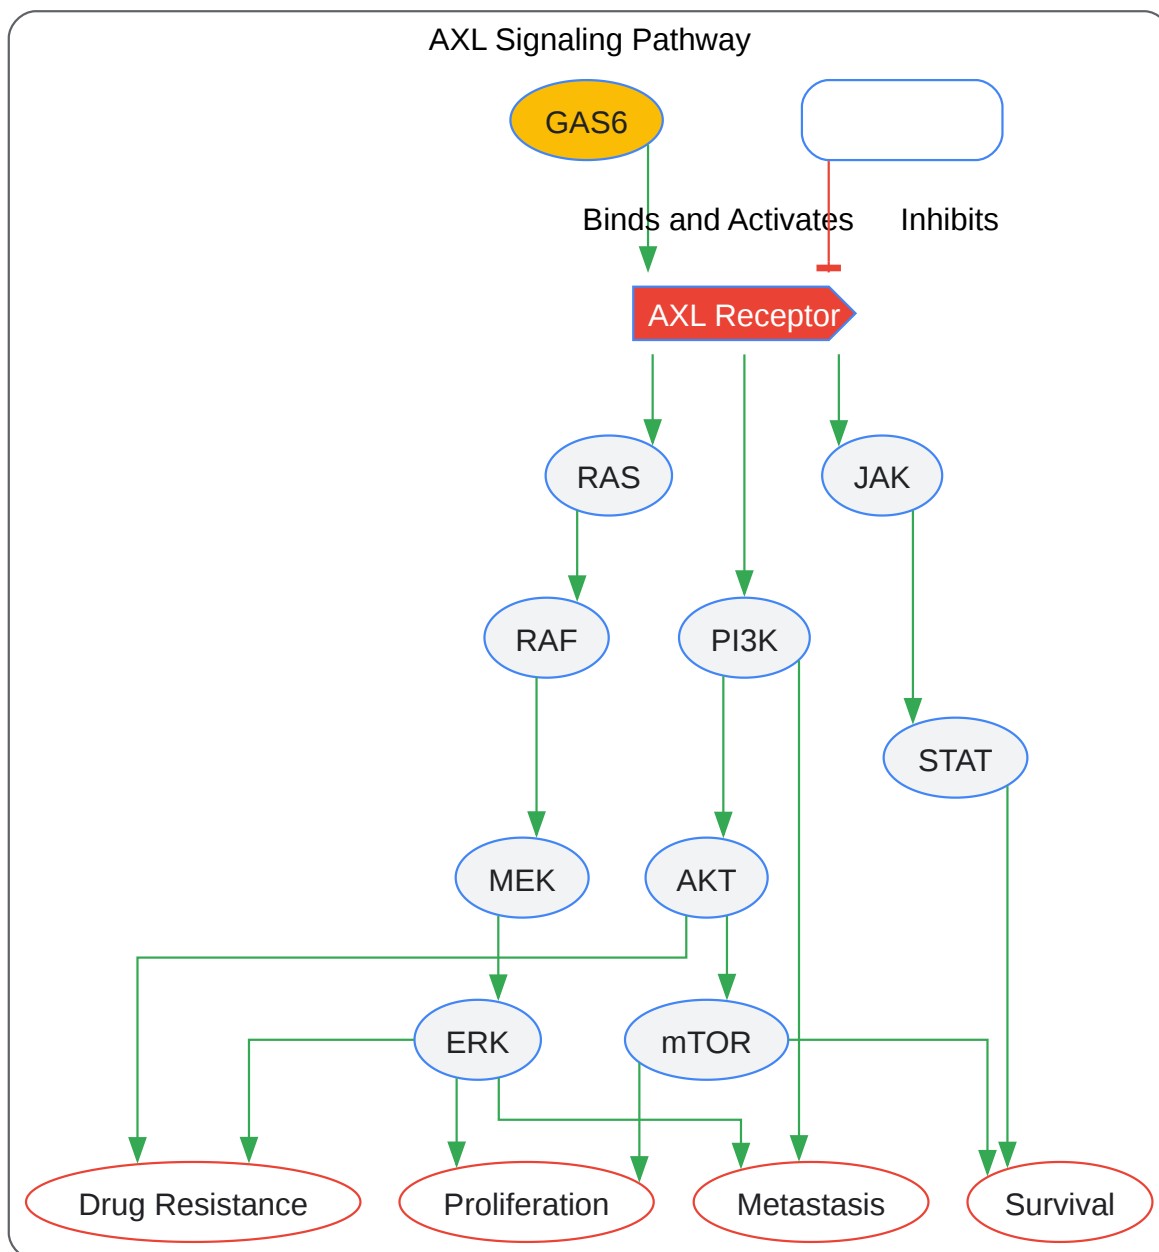 AXL Signaling Pathway
GAS6
Binds and Activates
Inhibits
AXL Receptor
RAS
JAK
RAF
PI3K
STAT
MEK
AKT
ERK
mTOR
Drug Resistance
Proliferation
Metastasis
Survival